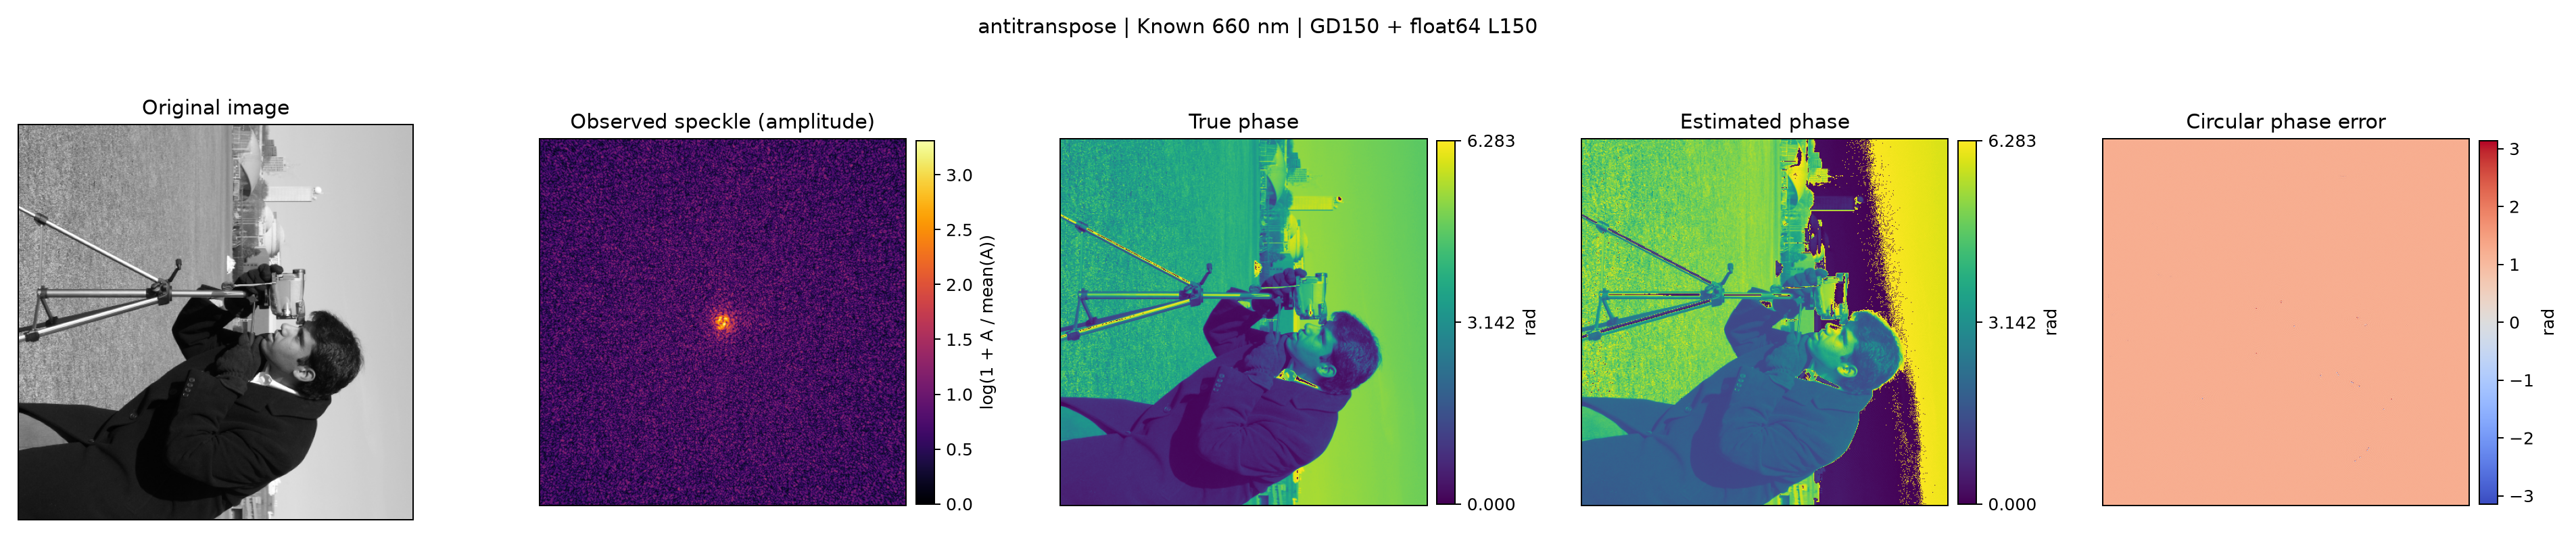 antitranspose | Known 660 nm | GD150 + float64 L150
Original image
Observed speckle (amplitude)
3.0
2.5
2.0
1.5
1.0
0.5
0.0
log(1 + A / mean(A))
True phase
6.283
3.142
0.000
rad
Estimated phase
6.283
3.142
0.000
rad
Circular phase error
3
2
1
0
−1
−2
−3
rad